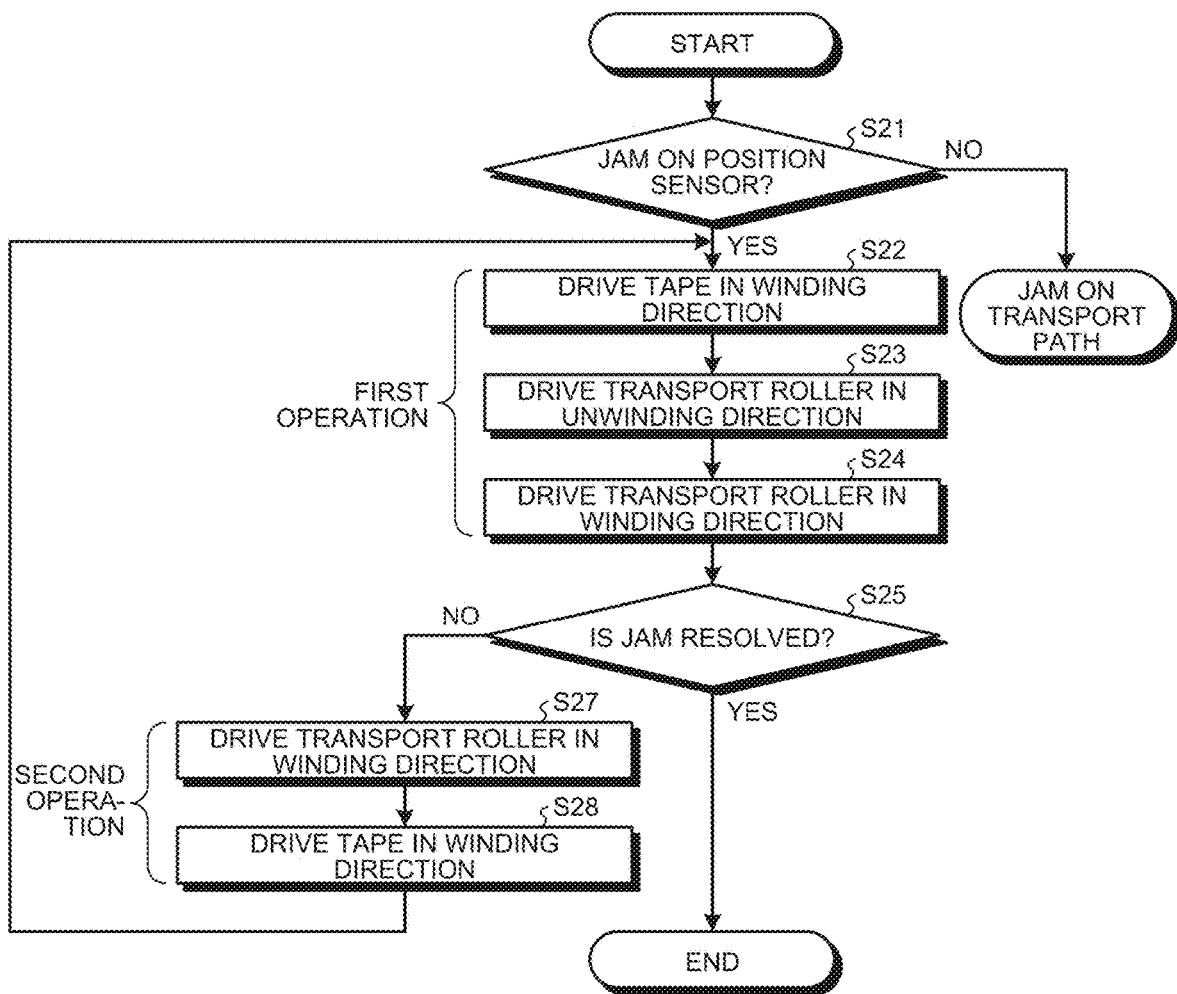 START
S21
JAM ON POSITION
SENSOR?
NO
YES
S22
DRIVE TAPE IN WINDING
DIRECTION
JAM ON
TRANSPORT
PATH
S23
DRIVE TRANSPORT ROLLER IN
UNWINDING DIRECTION
FIRST
OPERATION
S24
DRIVE TRANSPORT ROLLER IN
WINDING DIRECTION
S25
NO
IS JAM RESOLVED?
YES
S27
DRIVE TRANSPORT ROLLER IN
WINDING DIRECTION
SECOND
OPERA-
TION
S28
DRIVE TAPE IN WINDING
DIRECTION
END